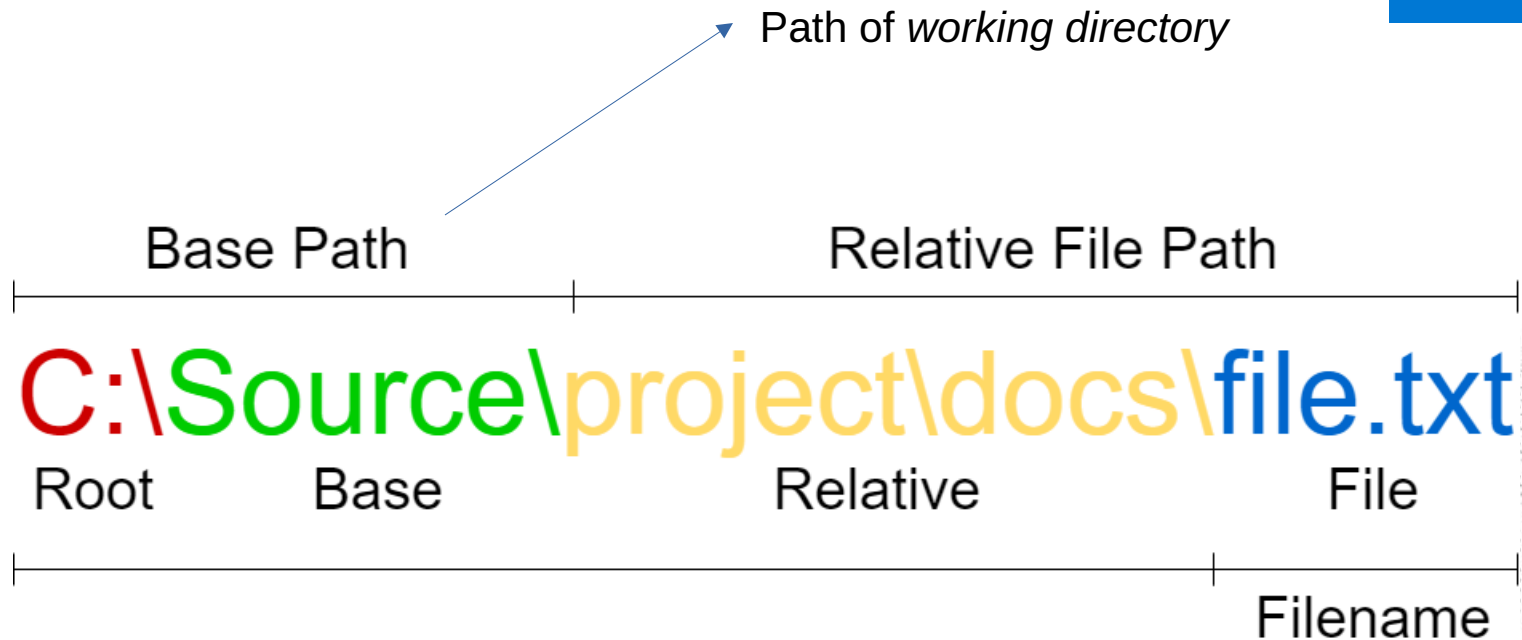 Path of working directory
Base Path Relative File Path
C:\Source\project\docs\file.txt
Root Base Relative File
Filename